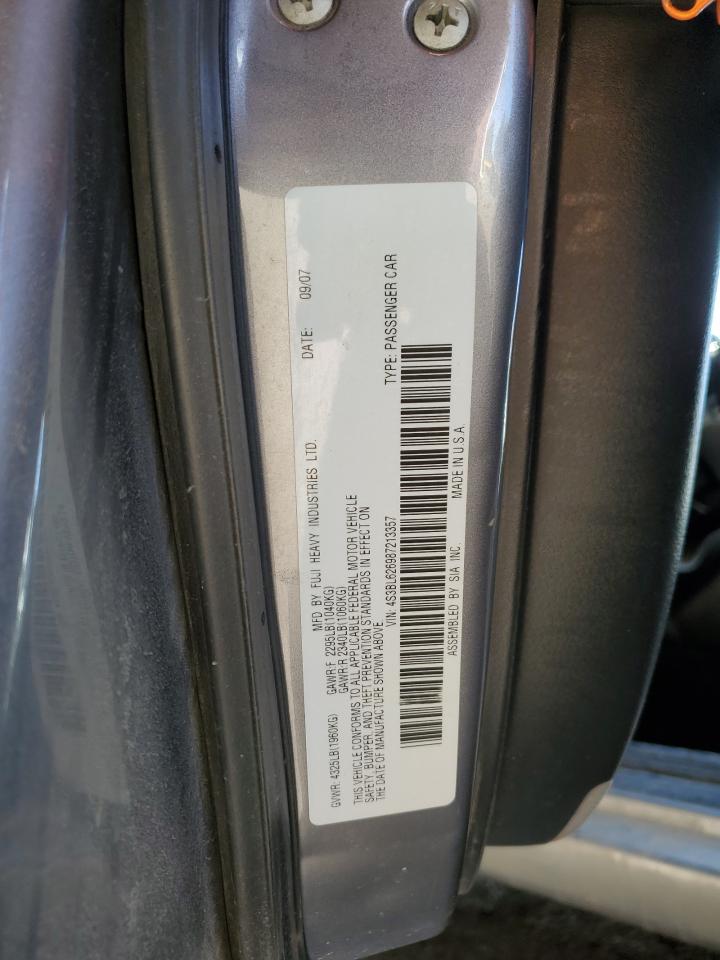 MFD. BY FUJI HEAVY INDUSTRIES LTD. DATE: 09/07
GVWR: 4325LB(1960KG) GAWR:F 2295LB(1040KG)
GAWR:R 2340LB(1060KG)
THIS VEHICLE CONFORMS TO ALL APPLICABLE FEDERAL MOTOR VEHICLE
SAFETY, BUMPER, AND THEFT PREVENTION STANDARDS IN EFFECT ON
THE DATE OF MANUFACTURE SHOWN ABOVE.
VIN: 4S3BL626987213357 TYPE: PASSENGER CAR
ASSEMBLED BY SIA INC. MADE IN U.S.A.